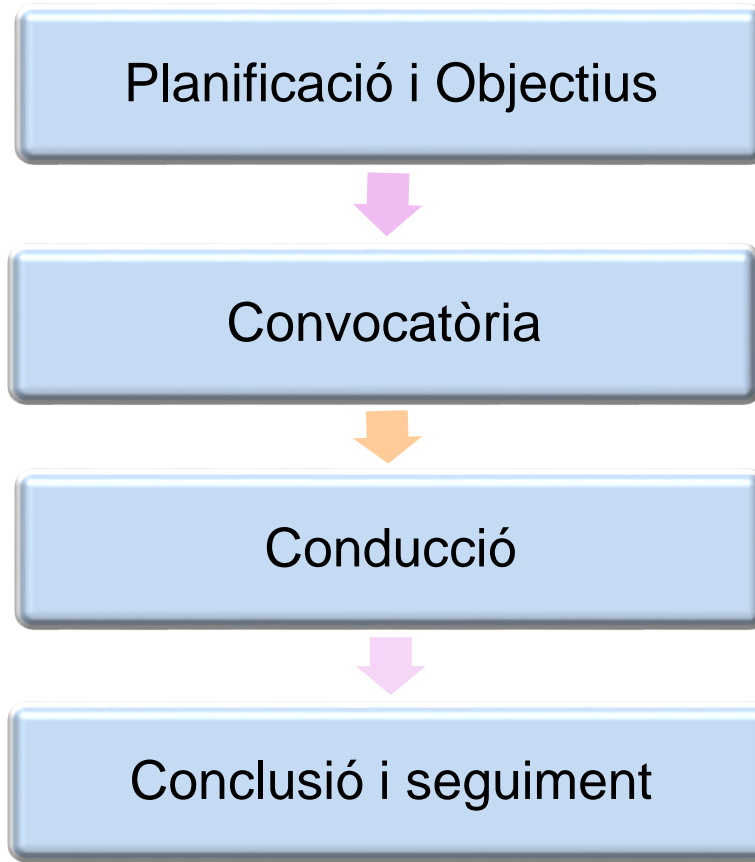 Planificació i Objectius
Convocatòria
Conducció
Conclusió i seguiment